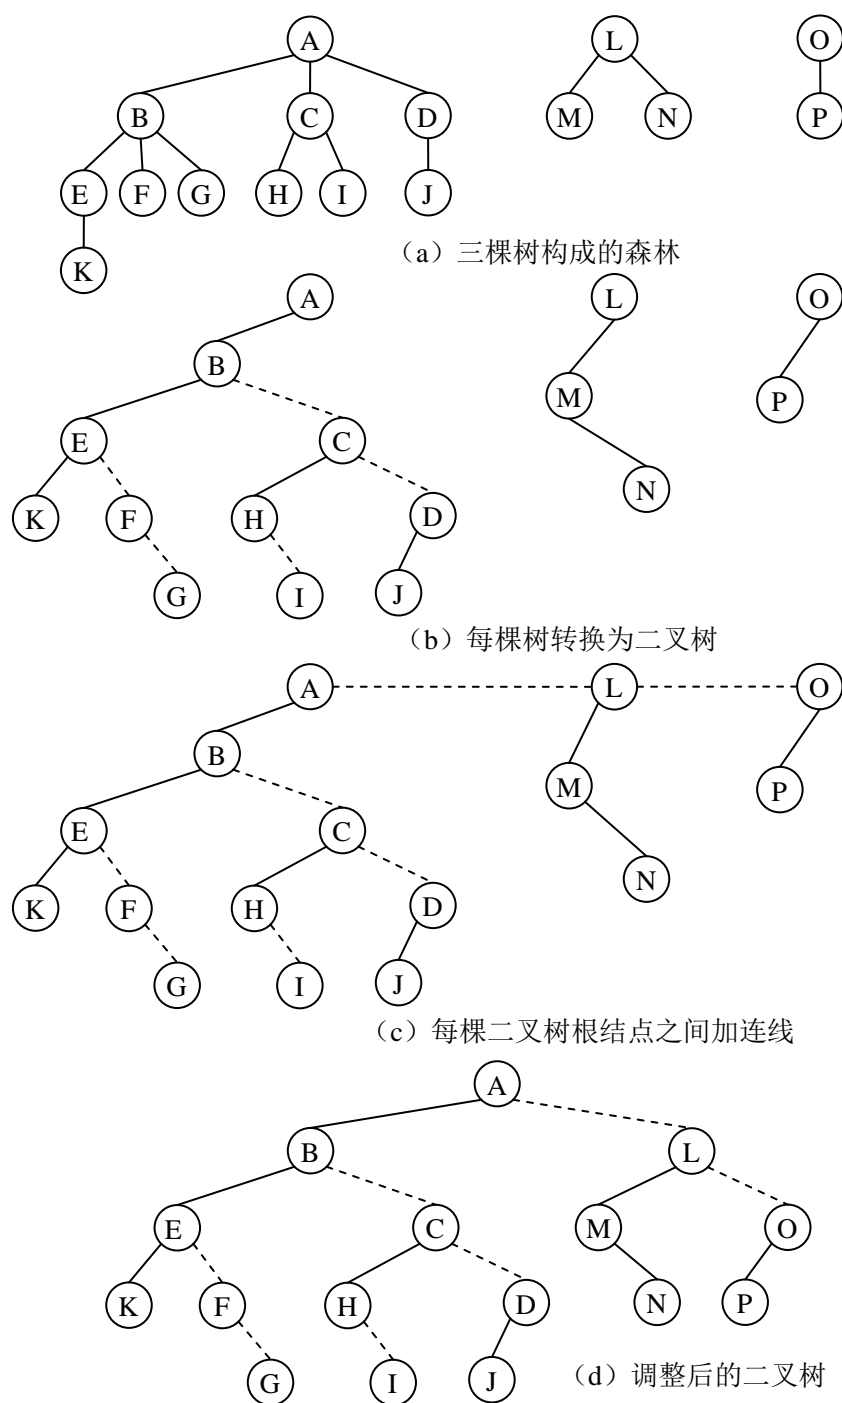 A L O
B C D M N P
E F G H I J
K
（a）三棵树构成的森林
A L O
B
M P
E C
N
K F H D
G I J
（b）每棵树转换为二叉树
A L O
B
M P
E C
N
K F H D
G I J
（c）每棵二叉树根结点之间加连线
A
B L
E C M O
K F H D N P
G I J
（d）调整后的二叉树